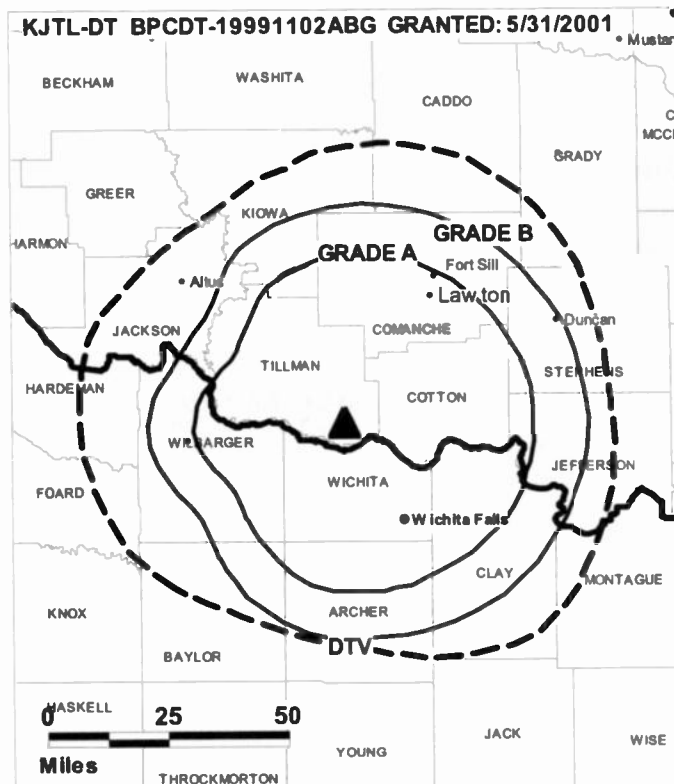 KJTL-DT BPCDT-19991102ABG GRANTED: 5/31/2001
Mustan
BECKHAM
WASHITA
CADDO
MCC
GRADY
GREER
KIOWA
HARMON
GRADE B
GRADE A
Fort Sill
Altus
Lawton
JACKSON
COMANCHE
Duncan
TILLMAN
STEPHENS
HARDEMAN
COTTON
WILBARGER
JEFFERSON
WICHITA
FOARD
Wichita Falls
CLAY
MONTAGUE
ARCHER
KNOX
DTV
BAYLOR
HASKELL
0 25 50
JACK
WISE
Miles
YOUNG
THROCKMORTON